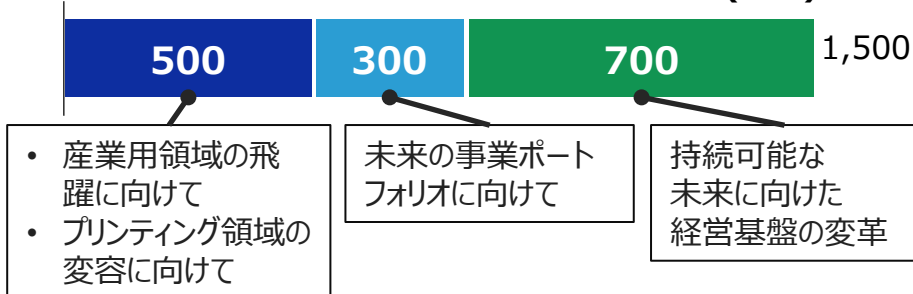 500 300 700 1,500
• 産業用領域の飛
躍に向けて
• プリンティング領域の
変容に向けて
未来の事業ポート
フォリオに向けて
持続可能な
未来に向けた
経営基盤の変革